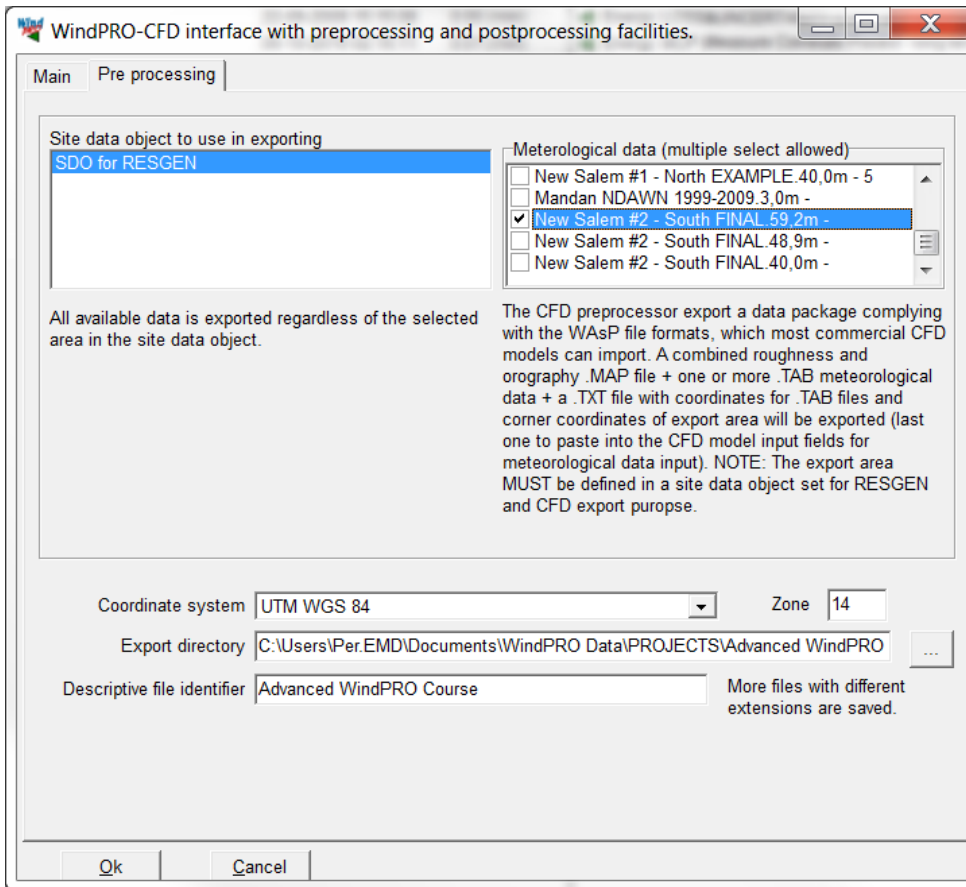 WindPRO-CFD interface with preprocessing and postprocessing facilities.
Main
Pre processing
Site data object to use in exporting
SDO for RESGEN
All available data is exported regardless of the selected
area in the site data object.
Meterological data (multiple select allowed)
New Salem #1 - North EXAMPLE.40,0m - 5
Mandan NDAWN 1999-2009.3,0m -
New Salem #2 - South FINAL.59,2m -
New Salem #2 - South FINAL.48,9m -
New Salem #2 - South FINAL.40,0m -
The CFD preprocessor export a data package complying
with the WAsP file formats, which most commercial CFD
models can import. A combined roughness and
orography .MAP file + one or more .TAB meteorological
data + a .TXT file with coordinates for .TAB files and
corner coordinates of export area will be exported (last
one to paste into the CFD model input fields for
meteorological data input). NOTE: The export area
MUST be defined in a site data object set for RESGEN
and CFD export puropse.
Coordinate system UTM WGS 84 Zone 14
Export directory C:\Users\Per.EMD\Documents\WindPRO Data\PROJECTS\Advanced WindPRO ...
Descriptive file identifier Advanced WindPRO Course
More files with different
extensions are saved.
Ok
Cancel